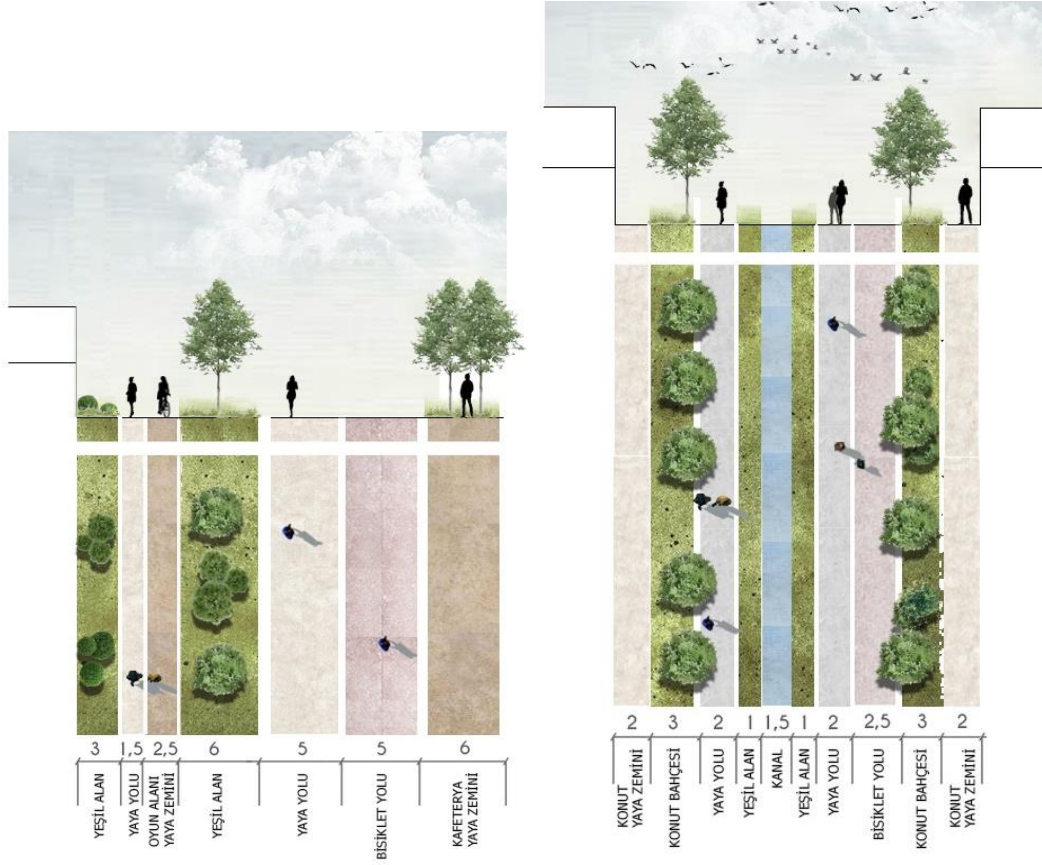 3
1,5
2,5
6
5
5
6
YEŞİL ALAN
YAYA YOLU
OYUN ALANI
YAYA ZEMİNİ
YEŞİL ALAN
YAYA YOLU
BİSİKLET YOLU
KAFETERYA
YAYA ZEMİNİ
2
3
2
1
1,5
1
2
2,5
3
2
KONUT
YAYA ZEMİNİ
KONUT BAHÇESİ
YAYA YOLU
YEŞİL ALAN
KANAL
YEŞİL ALAN
YAYA YOLU
BİSİKLET YOLU
KONUT BAHÇESİ
KONUT
YAYA ZEMİNİ